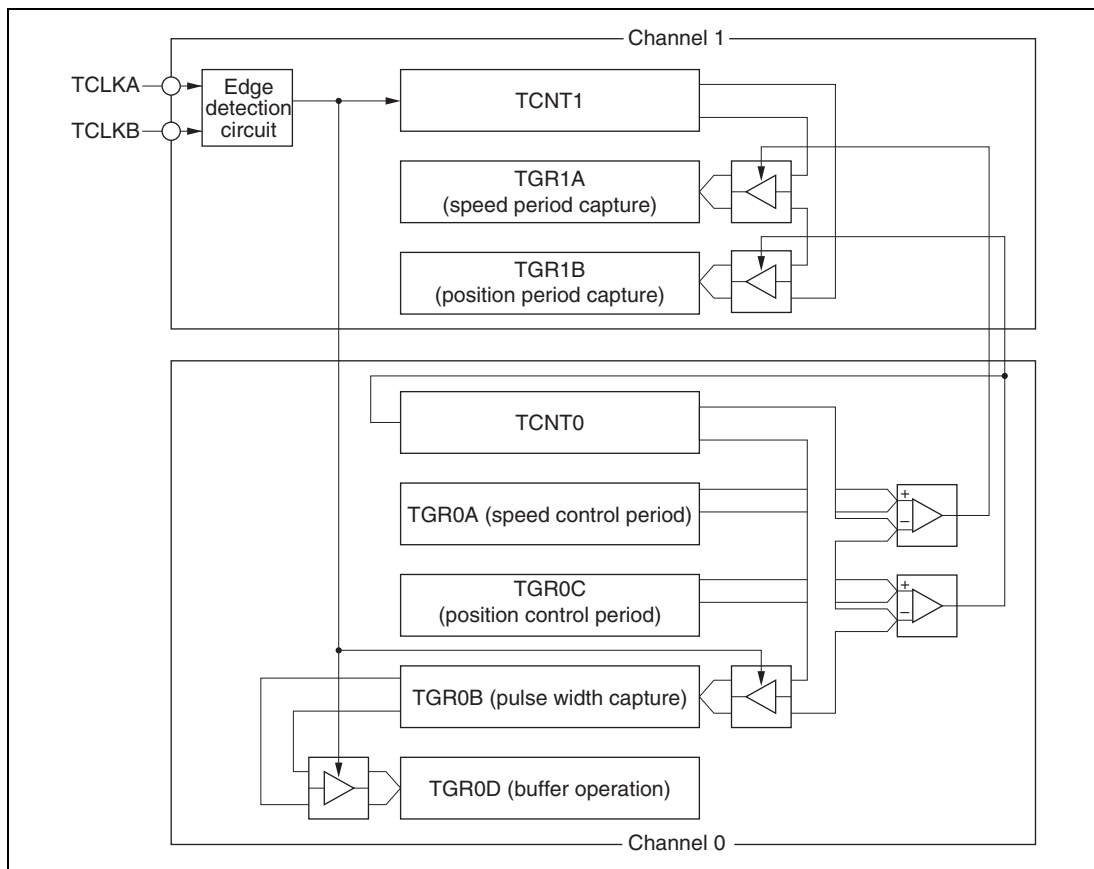 Channel 1
TCLKA
TCLKB
Edge
detection
circuit
TCNT1
TGR1A
(speed period capture)
TGR1B
(position period capture)
TCNT0
TGR0A (speed control period)
+
−
TGR0C
(position control period)
+
−
TGR0B (pulse width capture)
TGR0D (buffer operation)
Channel 0